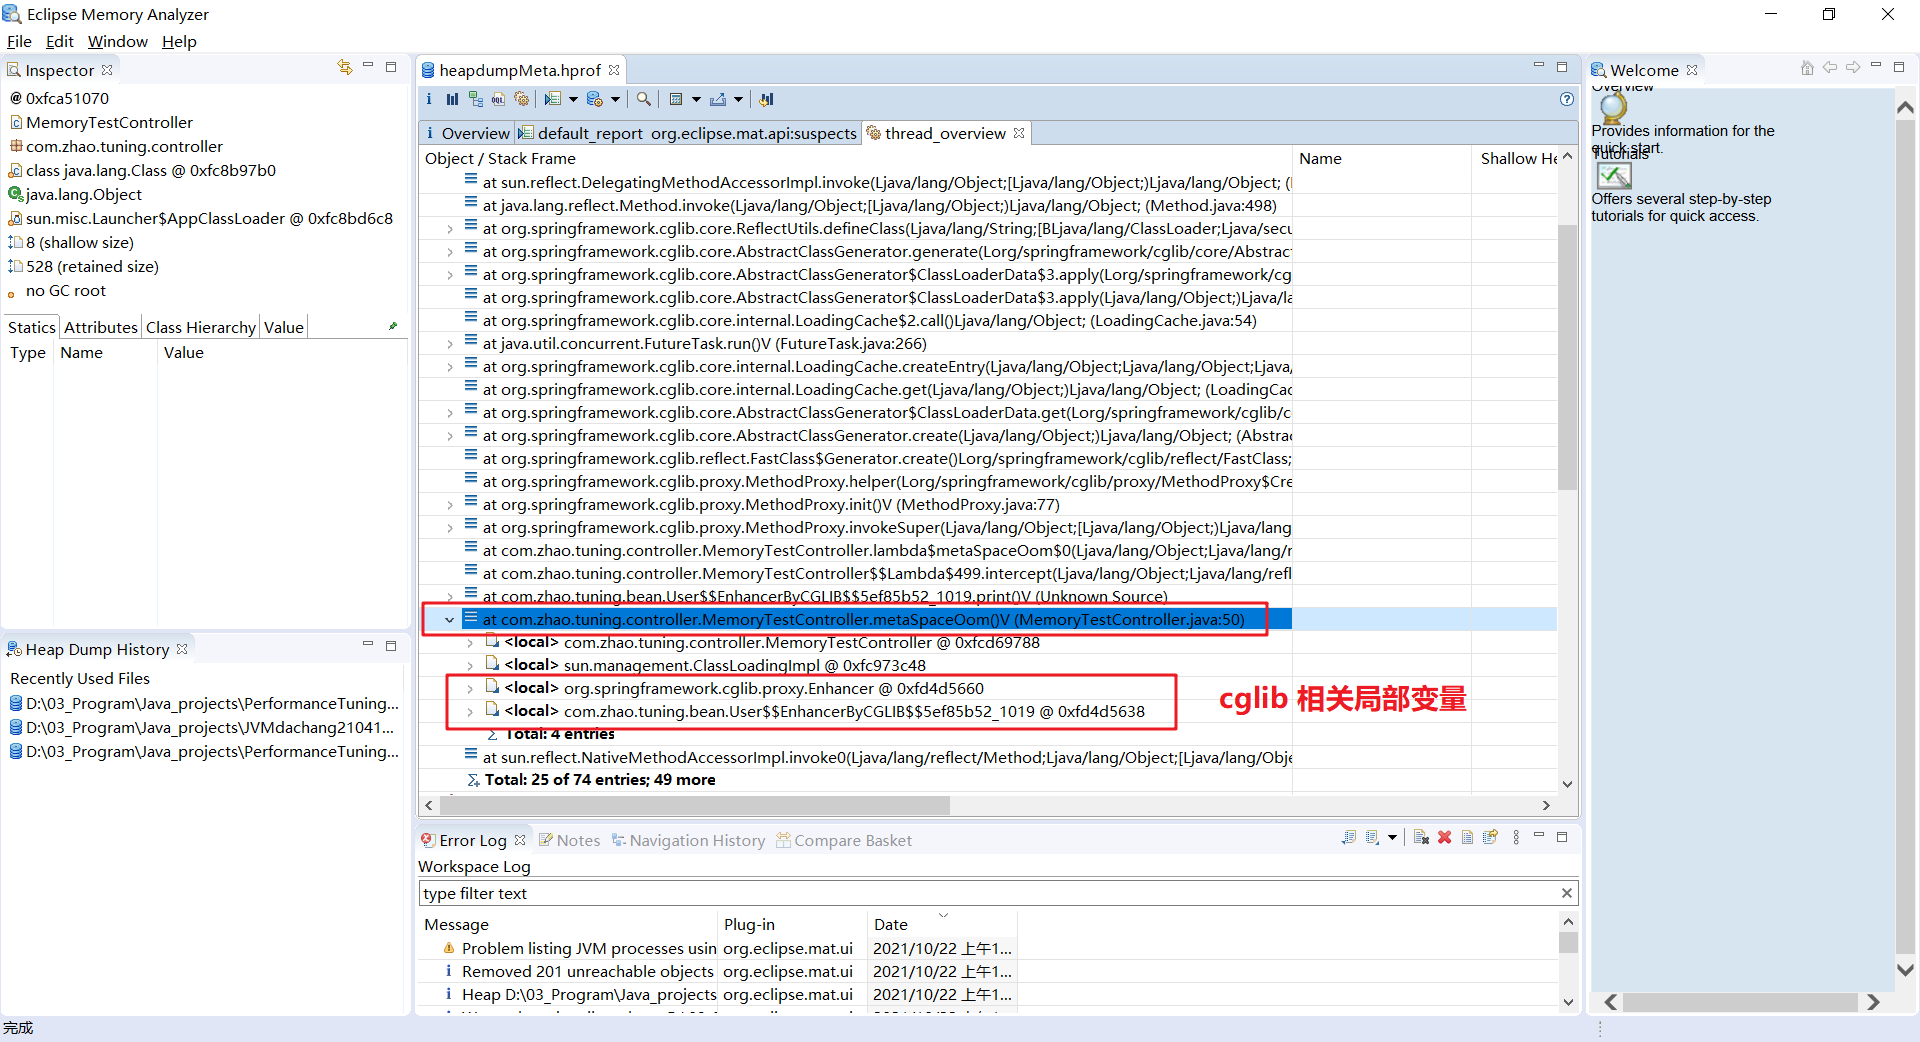 Eclipse Memory Analyzer
File Edit Window Help
Inspector
@ 0xfca51070
MemoryTestController
com.zhao.tuning.controller
class java.lang.Class @ 0xfc8b97b0
java.lang.Object
sun.misc.Launcher$AppClassLoader @ 0xfc8bd6c8
8 (shallow size)
528 (retained size)
no GC root
Statics Attributes Class Hierarchy Value
Type Name Value
Heap Dump History
Recently Used Files
D:\03_Program\Java_projects\PerformanceTuning...
D:\03_Program\Java_projects\JVMdachang21041...
D:\03_Program\Java_projects\PerformanceTuning...
完成
heapdumpMeta.hprof
Overview default_report org.eclipse.mat.api:suspects thread_overview
Object / Stack Frame Name Shallow He
at sun.reflect.DelegatingMethodAccessorImpl.invoke(Ljava/lang/Object;[Ljava/lang/Object;)Ljava/lang/Object; (
at java.lang.reflect.Method.invoke(Ljava/lang/Object;[Ljava/lang/Object;)Ljava/lang/Object; (Method.java:498)
at org.springframework.cglib.core.ReflectUtils.defineClass(Ljava/lang/String;[BLjava/lang/ClassLoader;Ljava/secu
at org.springframework.cglib.core.AbstractClassGenerator.generate(Lorg/springframework/cglib/core/Abstract
at org.springframework.cglib.core.AbstractClassGenerator$ClassLoaderData$3.apply(Lorg/springframework/cg
at org.springframework.cglib.core.AbstractClassGenerator$ClassLoaderData$3.apply(Ljava/lang/Object;)Ljava/la
at org.springframework.cglib.core.internal.LoadingCache$2.call()Ljava/lang/Object; (LoadingCache.java:54)
at java.util.concurrent.FutureTask.run()V (FutureTask.java:266)
at org.springframework.cglib.core.internal.LoadingCache.createEntry(Ljava/lang/Object;Ljava/lang/Object;Ljava/
at org.springframework.cglib.core.internal.LoadingCache.get(Ljava/lang/Object;)Ljava/lang/Object; (LoadingCac
at org.springframework.cglib.core.AbstractClassGenerator$ClassLoaderData.get(Lorg/springframework/cglib/c
at org.springframework.cglib.core.AbstractClassGenerator.create(Ljava/lang/Object;)Ljava/lang/Object; (Abstrac
at org.springframework.cglib.reflect.FastClass$Generator.create()Lorg/springframework/cglib/reflect/FastClass;
at org.springframework.cglib.proxy.MethodProxy.helper(Lorg/springframework/cglib/proxy/MethodProxy$Cre
at org.springframework.cglib.proxy.MethodProxy.init()V (MethodProxy.java:77)
at org.springframework.cglib.proxy.MethodProxy.invokeSuper(Ljava/lang/Object;[Ljava/lang/Object;)Ljava/lang
at com.zhao.tuning.controller.MemoryTestController.lambda$metaSpaceOom$0(Ljava/lang/Object;Ljava/lang/r
at com.zhao.tuning.controller.MemoryTestController$$Lambda$499.intercept(Ljava/lang/Object;Ljava/lang/refl
at com.zhao.tuning.bean.User$$EnhancerByCGLIB$$5ef85b52_1019.print()V (Unknown Source)
at com.zhao.tuning.controller.MemoryTestController.metaSpaceOom()V (MemoryTestController.java:50)
<local> com.zhao.tuning.controller.MemoryTestController @ 0xfcd69788
<local> sun.management.ClassLoadingImpl @ 0xfc973c48
<local> org.springframework.cglib.proxy.Enhancer @ 0xfd4d5660
<local> com.zhao.tuning.bean.User$$EnhancerByCGLIB$$5ef85b52_1019 @ 0xfd4d5638
cglib 相关局部变量
Total: 4 entries
at sun.reflect.NativeMethodAccessorImpl.invoke0(Ljava/lang/reflect/Method;Ljava/lang/Object;[Ljava/lang/Obje
Total: 25 of 74 entries; 49 more
Error Log Notes Navigation History Compare Basket
Workspace Log
type filter text
Message Plug-in Date
Problem listing JVM processes usin org.eclipse.mat.ui 2021/10/22 上午1...
Removed 201 unreachable objects org.eclipse.mat.ui 2021/10/22 上午1...
Heap D:\03_Program\Java_projects org.eclipse.mat.ui 2021/10/22 上午1...
Welcome
Overview
Provides information for the
quick start.
Tutorials
Offers several step-by-step
tutorials for quick access.